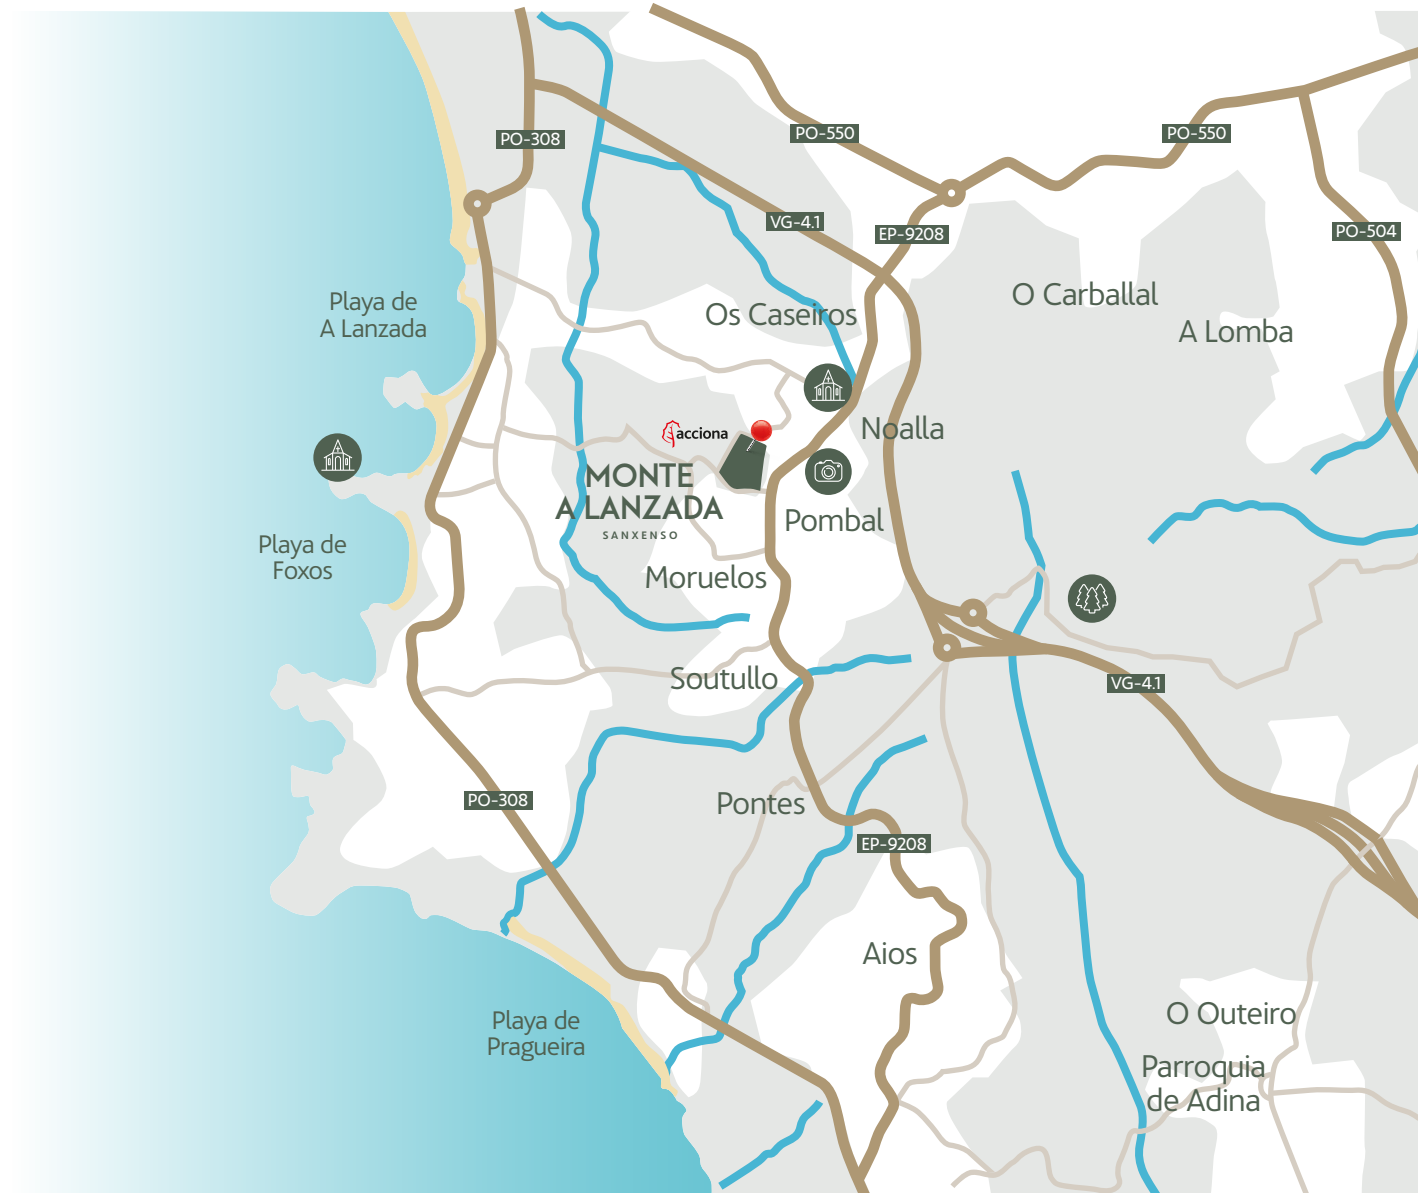 PO-308
PO-550
PO-550
VG-4.1
EP-9208
PO-504
Playa de
A Lanzada
Os Caseiros
O Carballal
A Lomba
acciona
Noalla
MONTE
A LANZADA
SANXENSO
Pombal
Playa de
Foxos
Moruelos
Soutullo
VG-4.1
PO-308
Pontes
EP-9208
Aios
Playa de
Pragueira
O Outeiro
Parroquia
de Adina